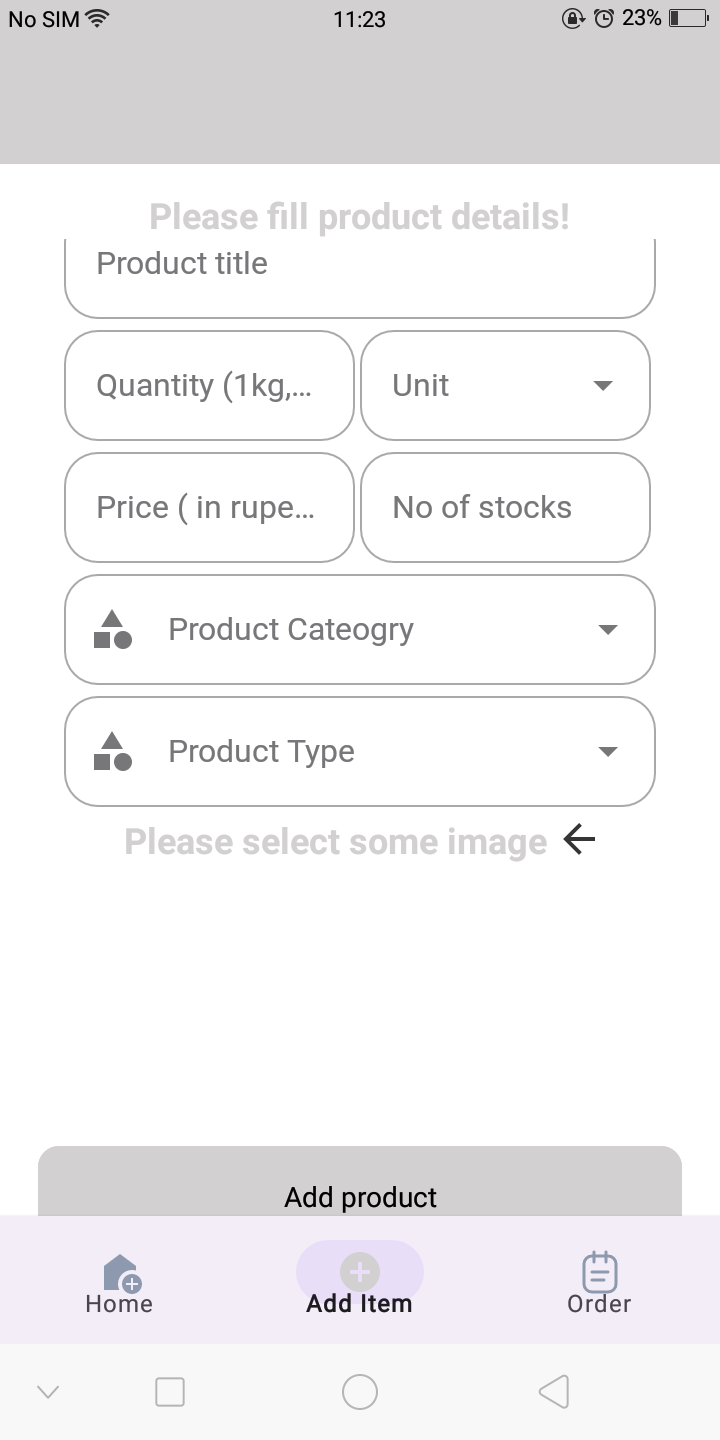 No SIM 11:23 23%
Please fill product details!
Product title
Quantity (1kg,... Unit
Price ( in rupe... No of stocks
Product Cateogry
Product Type
Please select some image
Add product
Home Add Item Order